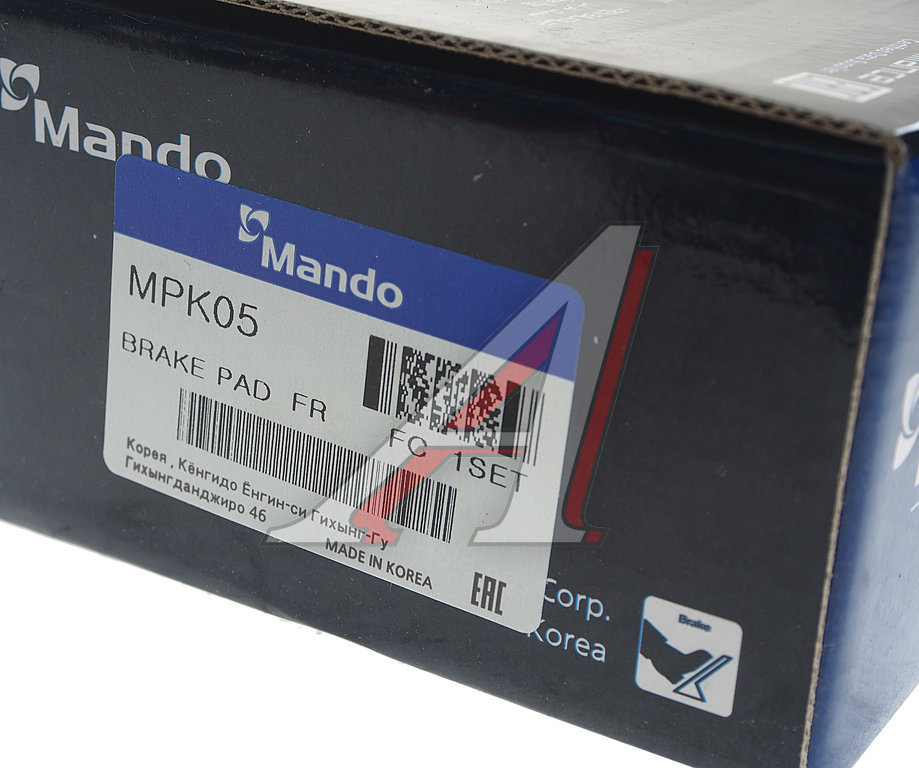 Mando
Mando
MPK05
BRAKE PAD FR
FC 1SET
Корея , Кёнгидо Ёнгин-си Гихынг-Гу
Гихынгданджиро 46
MADE IN KOREA
EAC
Corp.
Korea
Brake